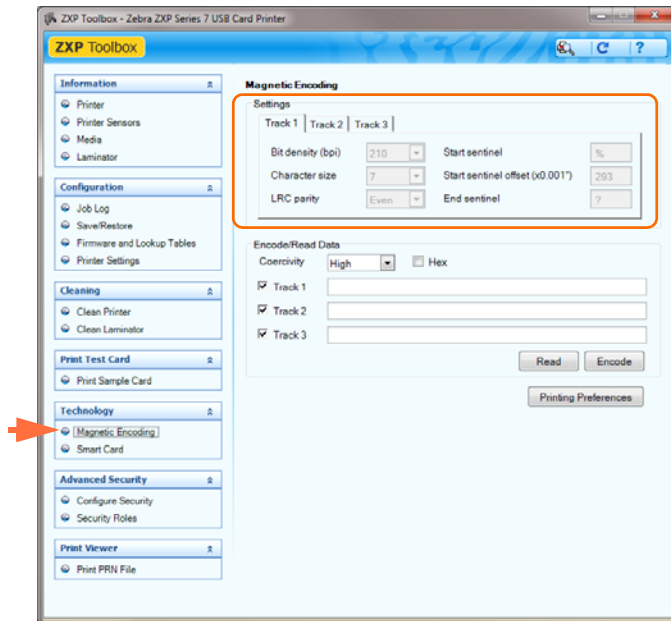 ZXP Toolbox - Zebra ZXP Series 7 USB Card Printer
ZXP Toolbox
?
Information
Printer
Printer Sensors
Media
Laminator
Configuration
Job Log
Save/Restore
Firmware and Lookup Tables
Printer Settings
Cleaning
Clean Printer
Clean Laminator
Print Test Card
Print Sample Card
Technology
Magnetic Encoding
Smart Card
Advanced Security
Configure Security
Security Roles
Print Viewer
Print PRN File
Magnetic Encoding
Settings
Track 1 Track 2 Track 3
Bit density (bpi) 210 Start sentinel %
Character size 7 Start sentinel offset (x0.001") 293
LRC parity Even End sentinel ?
Encode/Read Data
Coercivity High Hex
Track 1
Track 2
Track 3
Read Encode
Printing Preferences